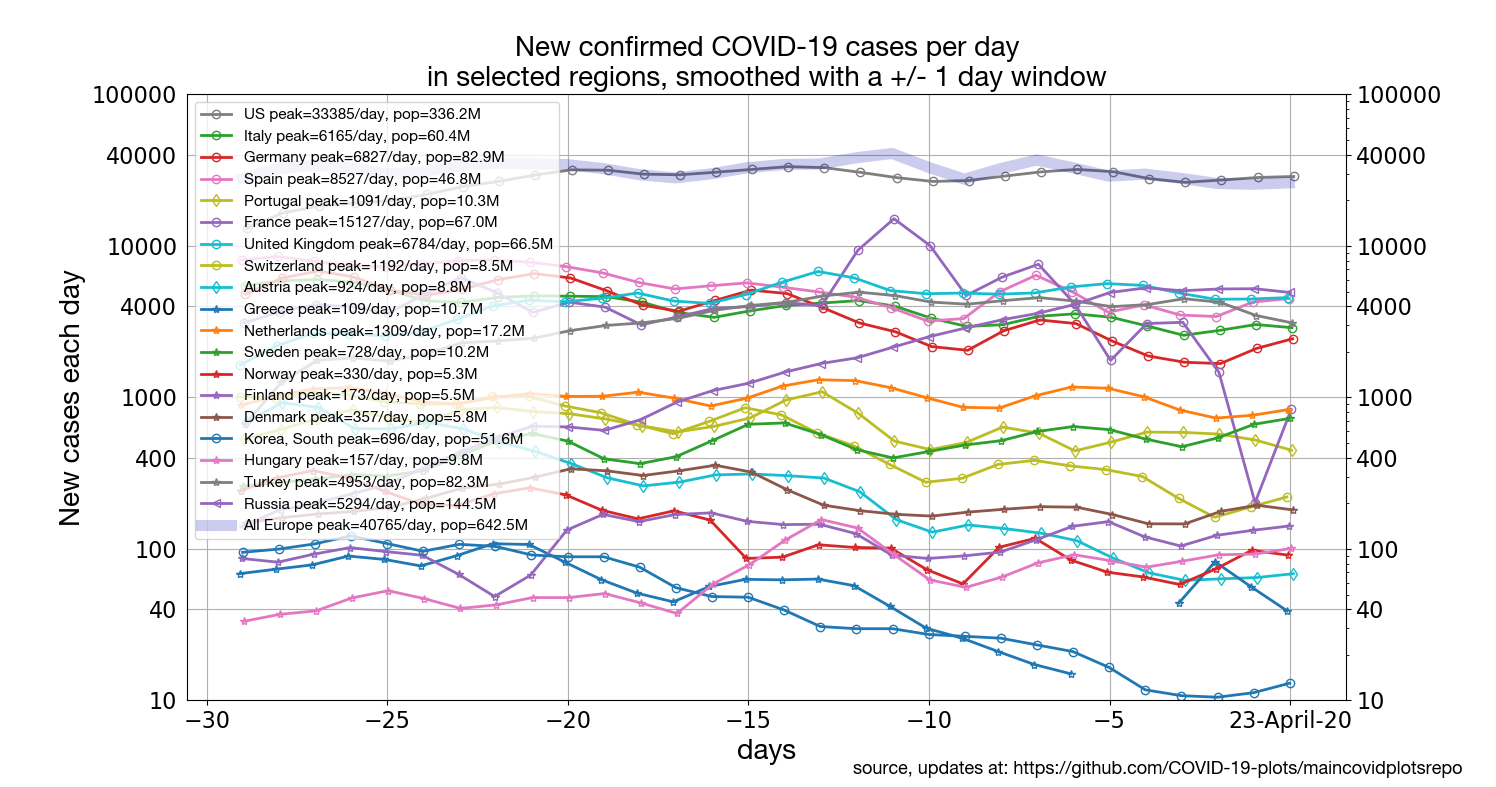 New confirmed COVID-19 cases per day
in selected regions, smoothed with a +/- 1 day window
New cases each day
100000
40000
10000
4000
1000
400
100
40
10
US peak=33385/day, pop=336.2M
Italy peak=6165/day, pop=60.4M
Germany peak=6827/day, pop=82.9M
Spain peak=8527/day, pop=46.8M
Portugal peak=1091/day, pop=10.3M
France peak=15127/day, pop=67.0M
United Kingdom peak=6784/day, pop=66.5M
Switzerland peak=1192/day, pop=8.5M
Austria peak=924/day, pop=8.8M
Greece peak=109/day, pop=10.7M
Netherlands peak=1309/day, pop=17.2M
Sweden peak=728/day, pop=10.2M
Norway peak=330/day, pop=5.3M
Finland peak=173/day, pop=5.5M
Denmark peak=357/day, pop=5.8M
Korea, South peak=696/day, pop=51.6M
Hungary peak=157/day, pop=9.8M
Turkey peak=4953/day, pop=82.3M
Russia peak=5294/day, pop=144.5M
All Europe peak=40765/day, pop=642.5M
100000
40000
10000
4000
1000
400
100
40
10
−30 −25 −20 −15 −10 −5 23-April-20
days
source, updates at: https://github.com/COVID-19-plots/maincovidplotsrepo